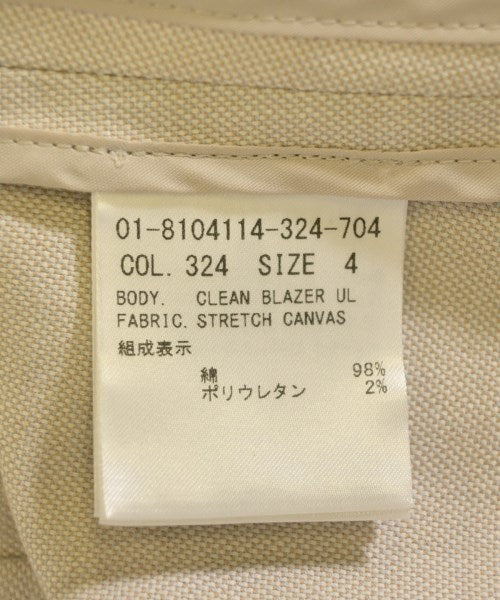 01-8104114-324-704
COL. 324 SIZE 4
BODY. CLEAN BLAZER UL
FABRIC. STRETCH CANVAS
組成表示
綿 98%
ポリウレタン 2%